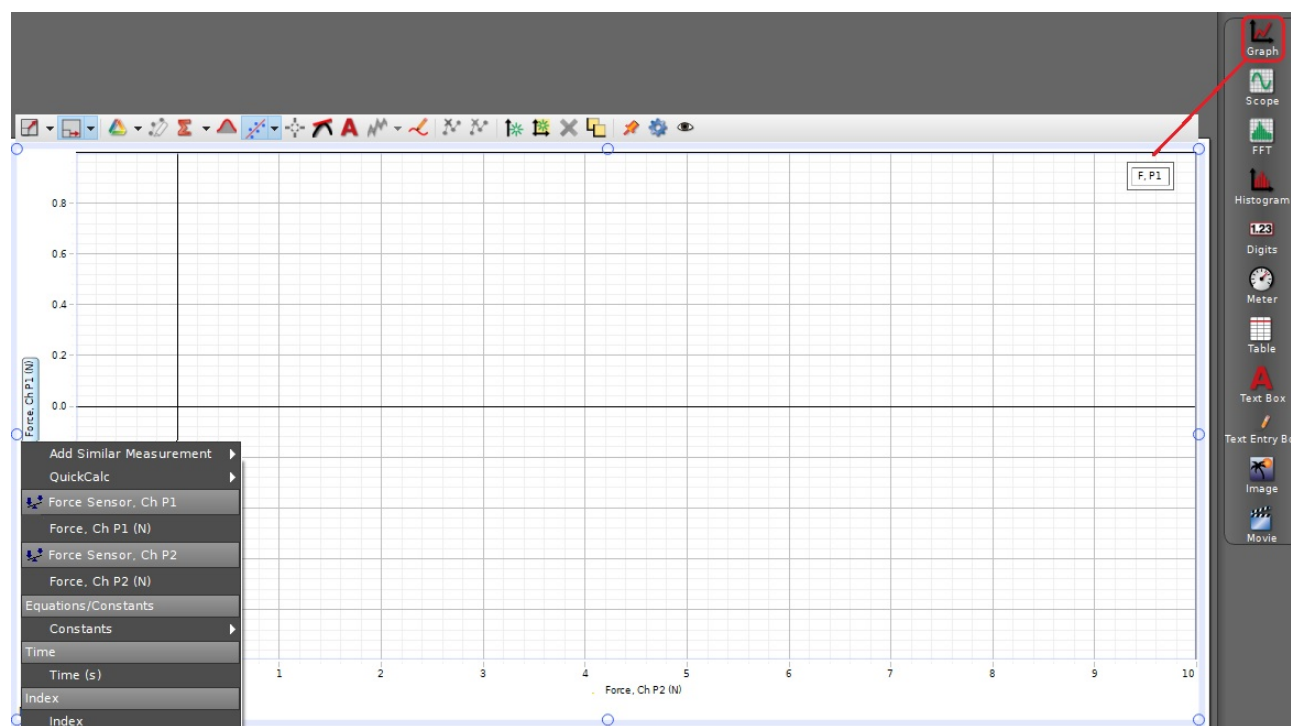 Graph
Scope
FFT
Histogram
1.23
Digits
Meter
Table
A
Text Box
Text Entry Bo
Image
Movie
A
F, P1
0.8
0.6
0.4
0.2
0.0
Force, Ch P1 (N)
Add Similar Measurement
QuickCalc
Force Sensor, Ch P1
Force, Ch P1 (N)
Force Sensor, Ch P2
Force, Ch P2 (N)
Equations/Constants
Constants
Time
Time (s)
Index
Index
1 2 3 4 5 6 7 8 9 10
Force, Ch P2 (N)